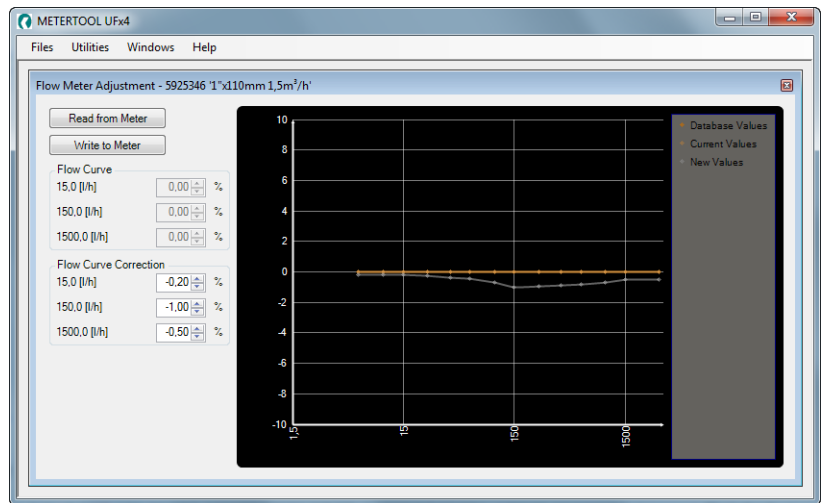 METERTOOL UFx4
Files Utilities Windows Help
Flow Meter Adjustment - 5925346 '1"x110mm 1,5m³/h'
Read from Meter
Write to Meter
Flow Curve
15,0 [l/h] 0,00 %
150,0 [l/h] 0,00 %
1500,0 [l/h] 0,00 %
Flow Curve Correction
15,0 [l/h] -0,20 %
150,0 [l/h] -1,00 %
1500,0 [l/h] -0,50 %
10
8
6
4
2
0
-2
-4
-6
-8
-10
1,5
15
150
1500
Database Values
Current Values
New Values